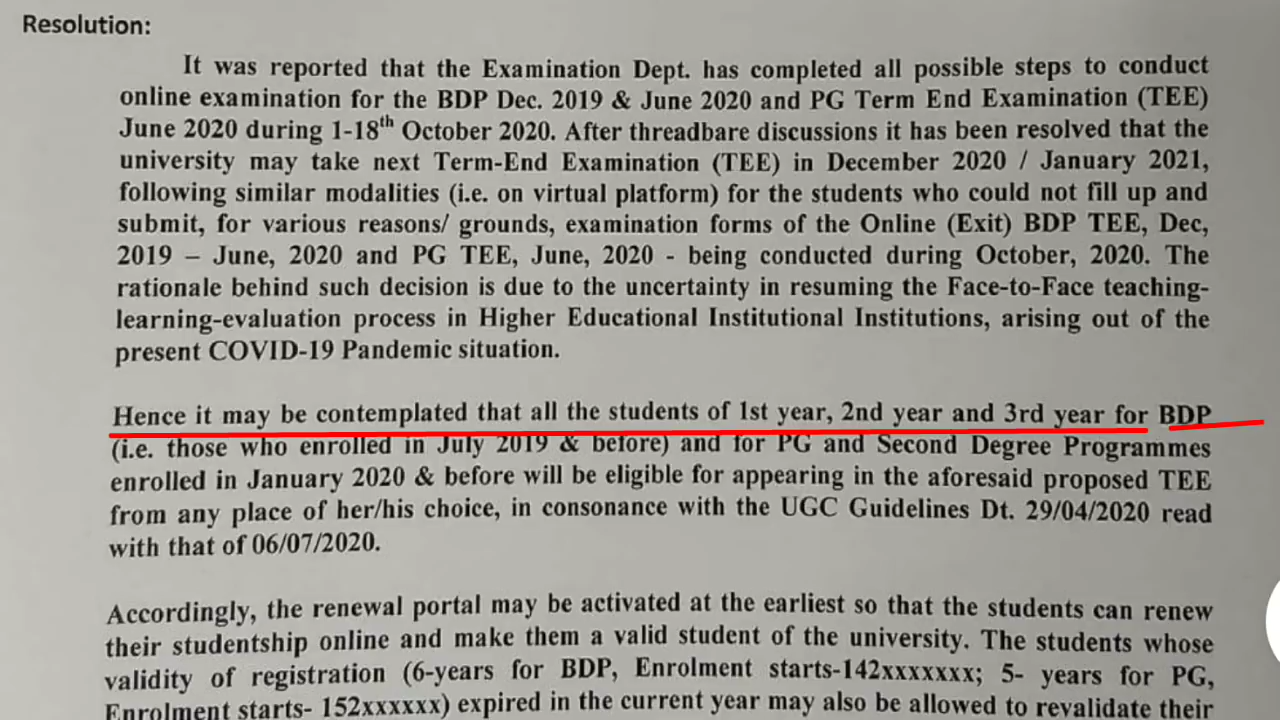 Resolution:
It was reported that the Examination Dept. has completed all possible steps to conduct
online examination for the BDP Dec. 2019 & June 2020 and PG Term End Examination (TEE)
June 2020 during 1-18th October 2020. After threadbare discussions it has been resolved that the
university may take next Term-End Examination (TEE) in December 2020 / January 2021,
following similar modalities (i.e. on virtual platform) for the students who could not fill up and
submit, for various reasons/ grounds, examination forms of the Online (Exit) BDP TEE, Dec,
2019 – June, 2020 and PG TEE, June, 2020 - being conducted during October, 2020. The
rationale behind such decision is due to the uncertainty in resuming the Face-to-Face teaching-
learning-evaluation process in Higher Educational Institutional Institutions, arising out of the
present COVID-19 Pandemic situation.
Hence it may be contemplated that all the students of 1st year, 2nd year and 3rd year for BDP
(i.e. those who enrolled in July 2019 & before) and for PG and Second Degree Programmes
enrolled in January 2020 & before will be eligible for appearing in the aforesaid proposed TEE
from any place of her/his choice, in consonance with the UGC Guidelines Dt. 29/04/2020 read
with that of 06/07/2020.
Accordingly, the renewal portal may be activated at the earliest so that the students can renew
their studentship online and make them a valid student of the university. The students whose
validity of registration (6-years for BDP, Enrolment starts-142xxxxxxx; 5- years for PG,
Enrolment starts- 152xxxxxx) expired in the current year may also be allowed to revalidate their